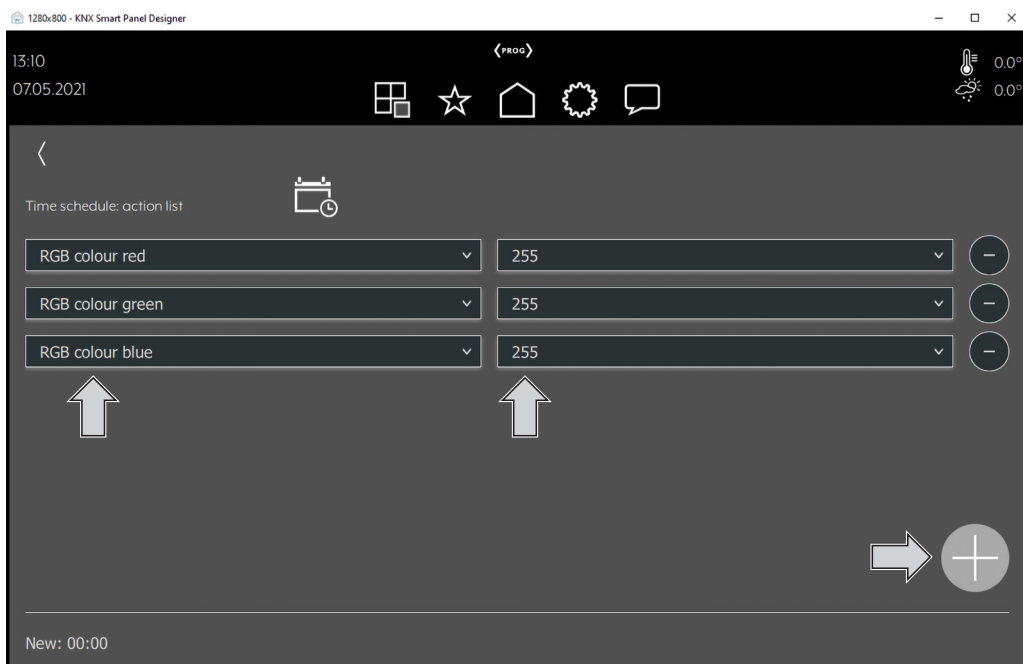 1280x800 - KNX Smart Panel Designer
13:10
07.05.2021
PROG
0.0°
0.0°
Time schedule: action list
RGB colour red 255
RGB colour green 255
RGB colour blue 255
New: 00:00